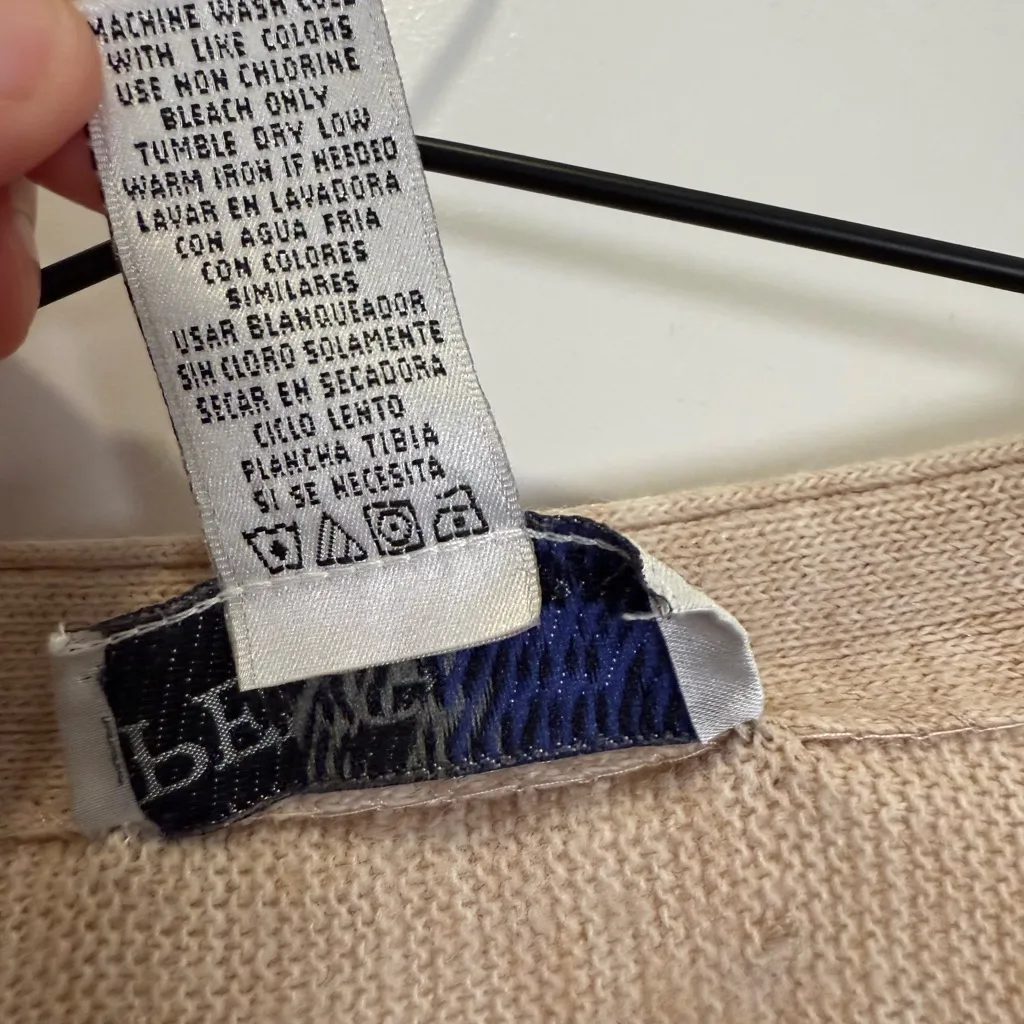 MACHINE WASH COLD
WITH LIKE COLORS
USE NON CHLORINE
BLEACH ONLY
TUMBLE DRY LOW
WARM IRON IF NEEDED
LAVAR EN LAVADORA
CON AGUA FRIA
CON COLORES
SIMILARES
USAR BLANQUEADOR
SIN CLORO SOLAMENTE
SECAR EN SECADORA
CICLO LENTO
PLANCHA TIBIA
SI SE NECESITA